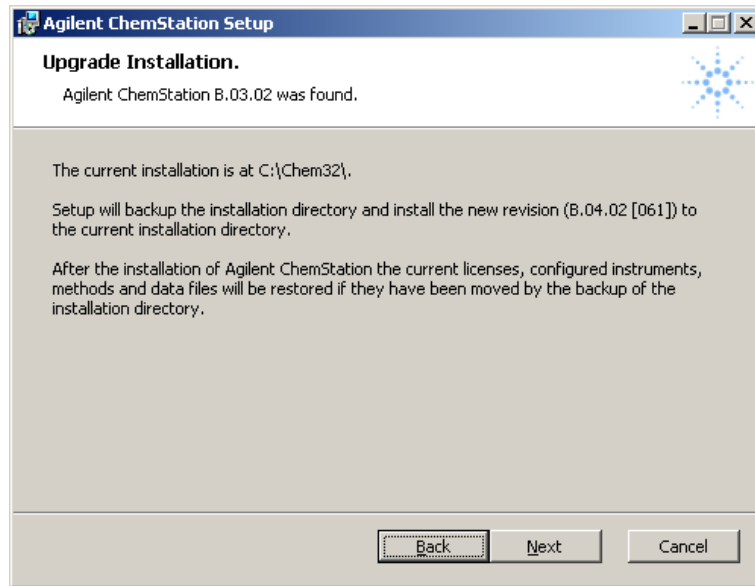 Agilent ChemStation Setup
Upgrade Installation.
Agilent ChemStation B.03.02 was found.
The current installation is at C:\Chem32\.
Setup will backup the installation directory and install the new revision (B.04.02 [061]) to
the current installation directory.
After the installation of Agilent ChemStation the current licenses, configured instruments,
methods and data files will be restored if they have been moved by the backup of the
installation directory.
Back Next Cancel